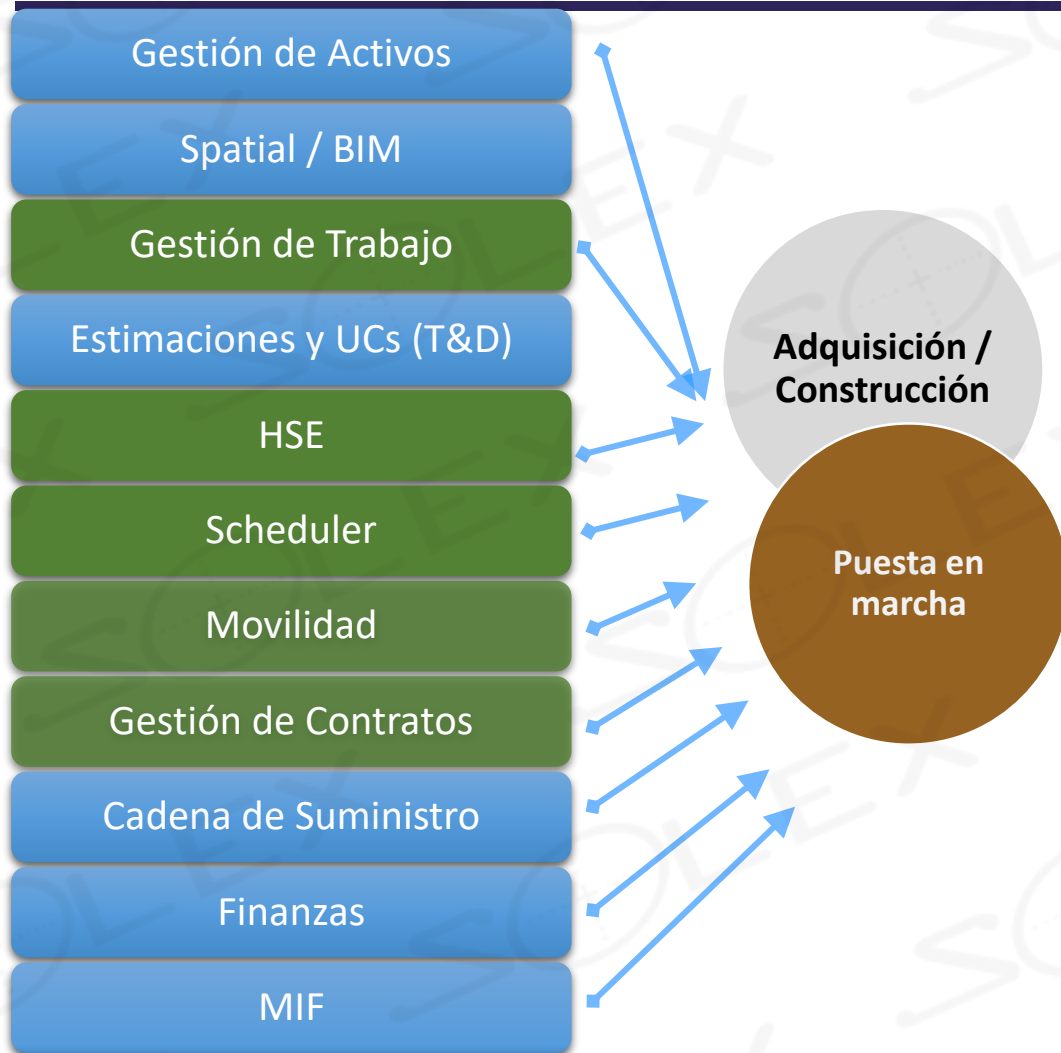 Gestión de Activos
Spatial / BIM
Gestión de Trabajo
Estimaciones y UCs (T&D)
HSE
Scheduler
Movilidad
Gestión de Contratos
Cadena de Suministro
Finanzas
MIF
Adquisición /
Construcción
Puesta en
marcha
SOLEX